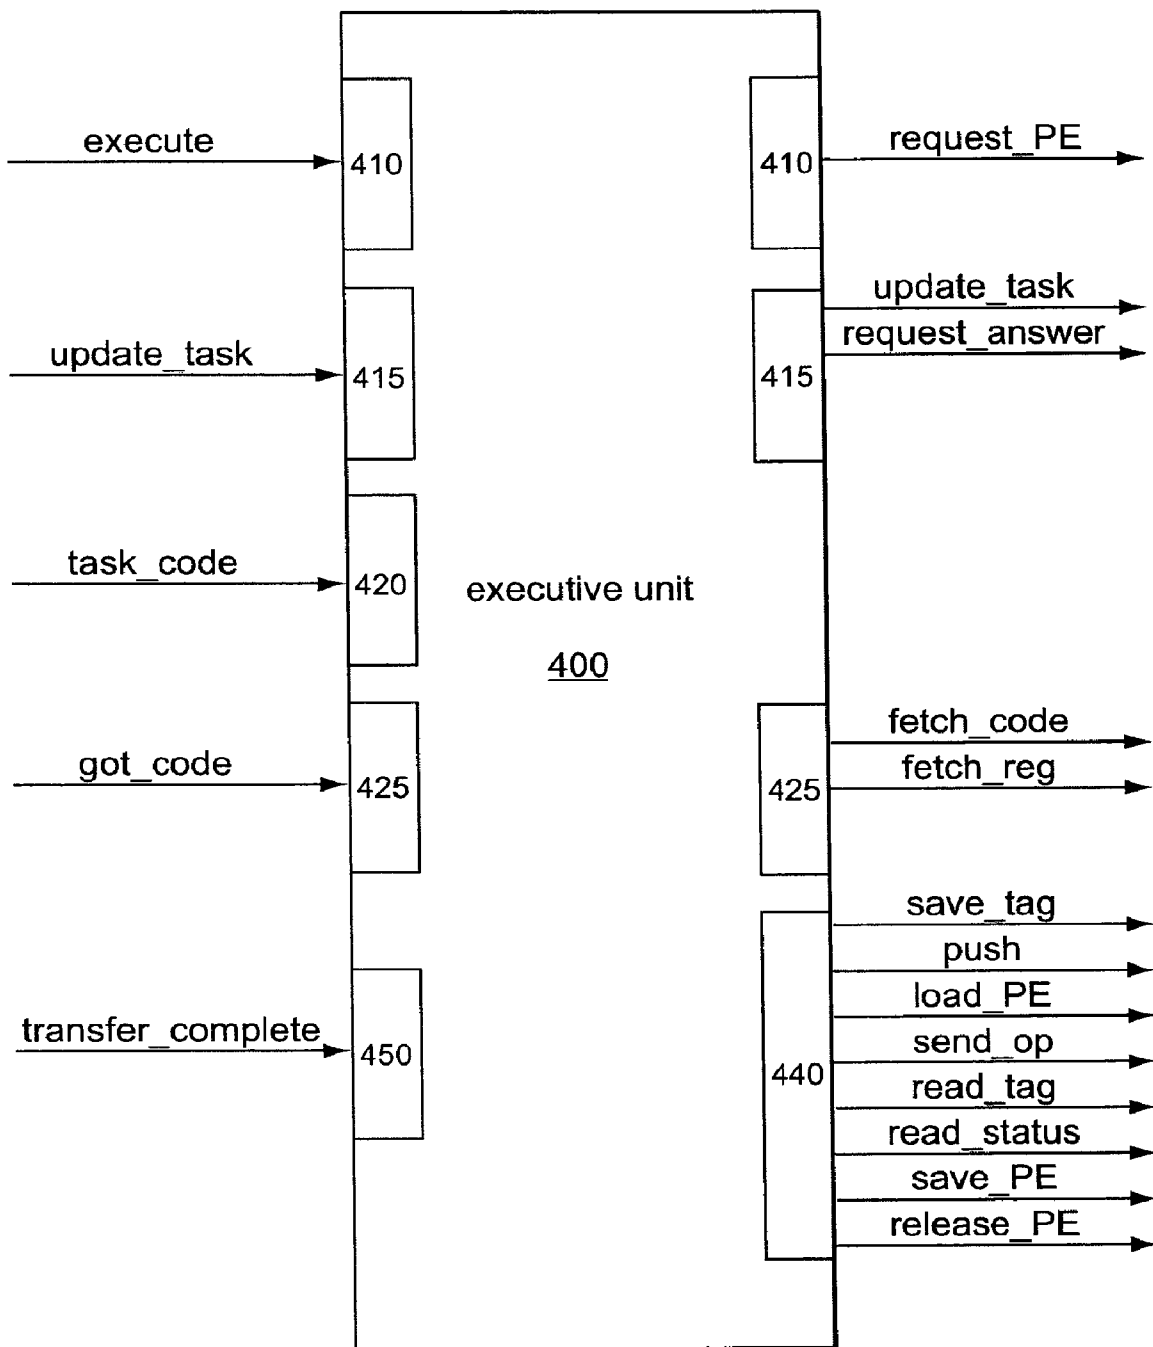 execute
410
410
request_PE
update_task
415
415
update_task
request_answer
task_code
420
executive unit
400
got_code
425
425
fetch_code
fetch_reg
transfer_complete
450
440
save_tag
push
load_PE
send_op
read_tag
read_status
save_PE
release_PE